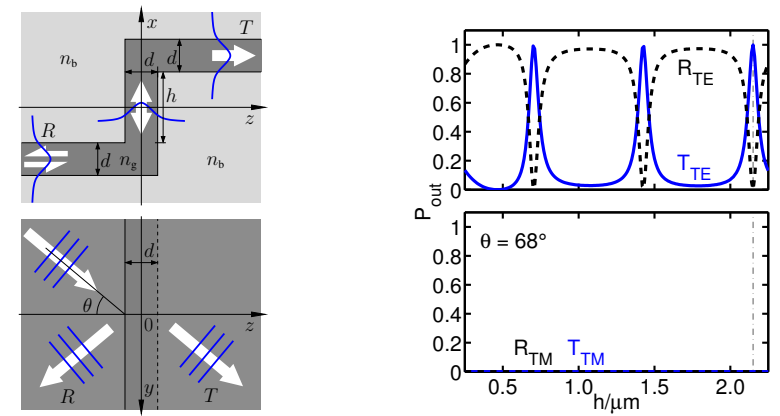 x
T
n_b
d
d
h
z
R
d
n_g
n_b
d
θ
0
z
R
y
T
P_out
1
0.8
0.6
0.4
0.2
0
R_TE
T_TE
1
0.8
0.6
0.4
0.2
0
θ = 68°
R_TM T_TM
0.5 1.0 1.5 2.0
h/μm